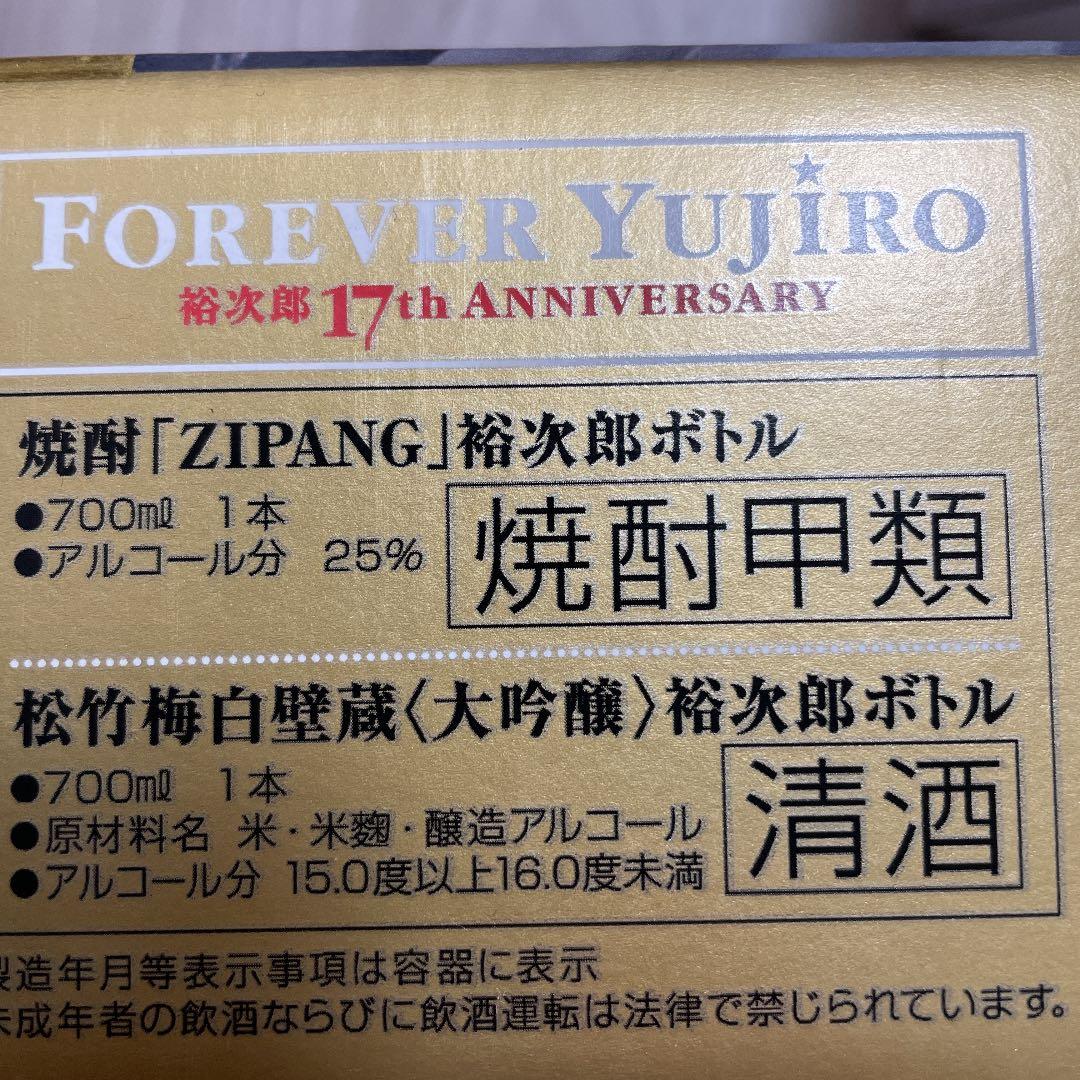 FOREVER YUJIRO
裕次郎 17th ANNIVERSARY
焼酎「ZIPANG」裕次郎ボトル
●700㎖ 1本
●アルコール分 25%
焼酎甲類
松竹梅白壁蔵〈大吟醸〉裕次郎ボトル
●700㎖ 1本
●原材料名 米・米麴・醸造アルコール
●アルコール分 15.0度以上16.0度未満
清酒
製造年月等表示事項は容器に表示
未成年者の飲酒ならびに飲酒運転は法律で禁じられています。